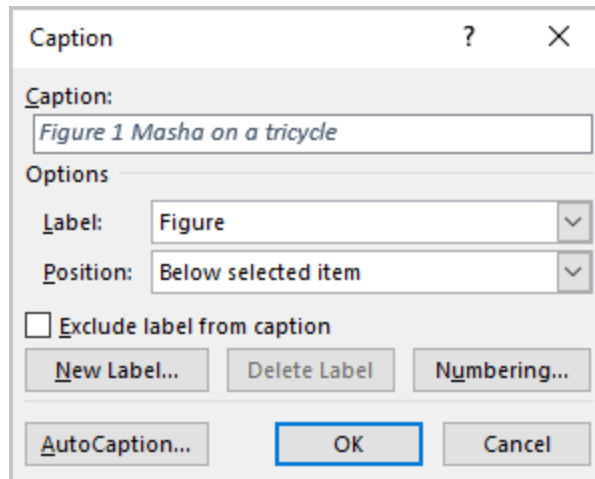 Caption ?
Caption:
Figure 1 Masha on a tricycle
Options
Label: Figure
Position: Below selected item
Exclude label from caption
New Label... Delete Label Numbering...
AutoCaption... OK Cancel